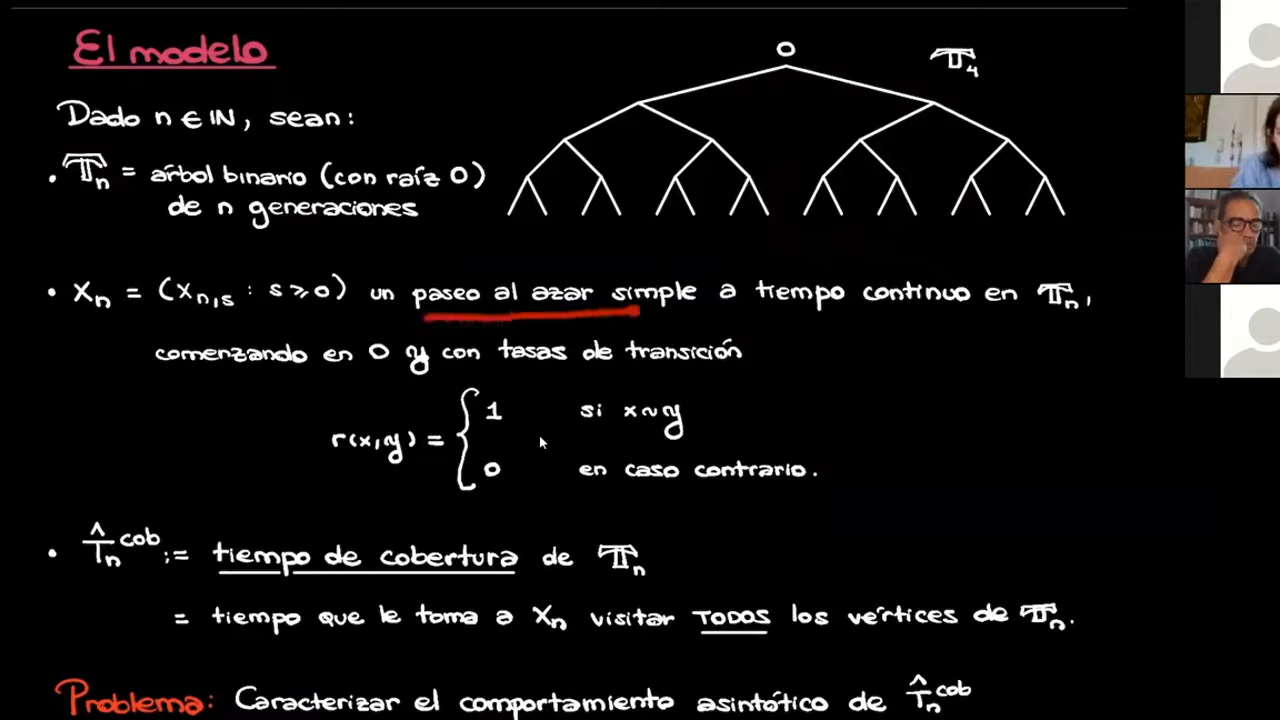 El modelo
0
𝕋₄
Dado n ∈ ℕ, sean:
• 𝕋ₙ = árbol binario (con raíz 0)
de n generaciones
• Xₙ = (Xₙ,ₛ : s ⩾ 0) un paseo al azar simple a tiempo continuo en 𝕋ₙ,
comenzando en 0 y con tasas de transición
r(x,y) = { 1 si x~y
0 en caso contrario.
• T̂ₙ^cob := tiempo de cobertura de 𝕋ₙ
= tiempo que le toma a Xₙ visitar TODOS los vértices de 𝕋ₙ.
Problema: Caracterizar el comportamiento asintótico de T̂ₙ^cob